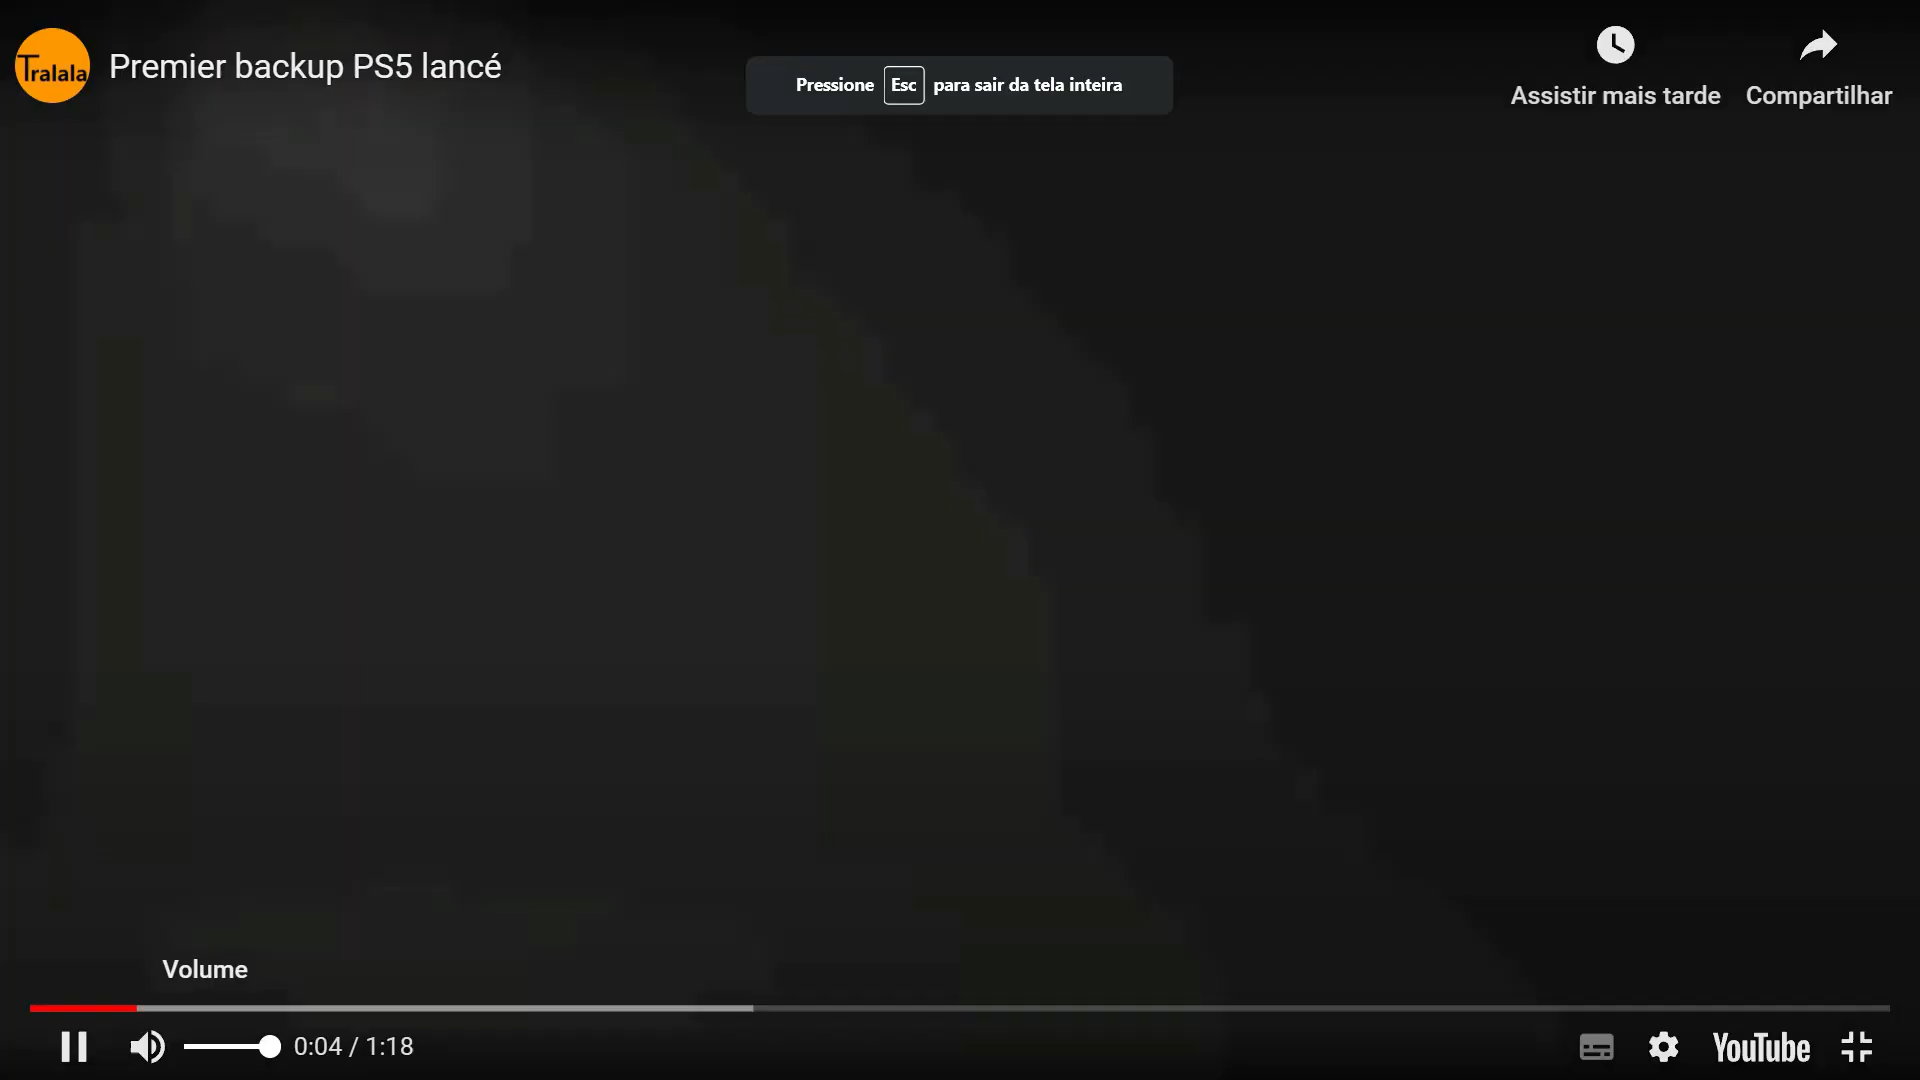 Tralala
Premier backup PS5 lancé
Pressione Esc para sair da tela inteira
Assistir mais tarde
Compartilhar
Volume
0:04 / 1:18
YouTube